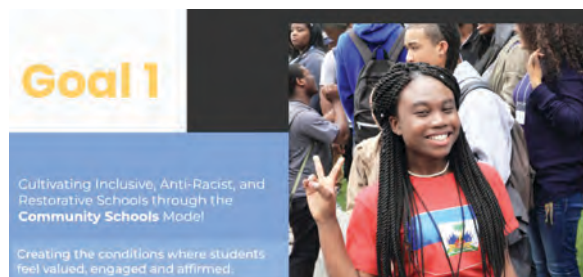 Goal 1
Cultivating Inclusive, Anti-Racist, and
Restorative Schools through the
Community Schools Model
Creating the conditions where students
feel valued, engaged and affirmed.